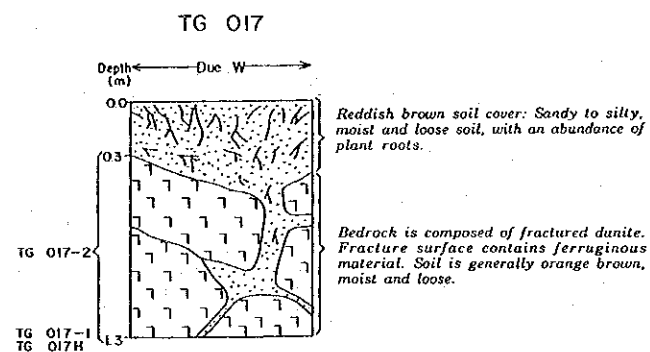 TG 017
Depth Due W
(m)
0.0
Reddish brown soil cover: Sandy to silty,
moist and loose soil, with an abundance of
plant roots.
0.3
Bedrock is composed of fractured dunite.
Fracture surface contains ferruginous
material. Soil is generally orange brown,
moist and loose.
TG 017-2
TG 017-1
TG 017H
1.3